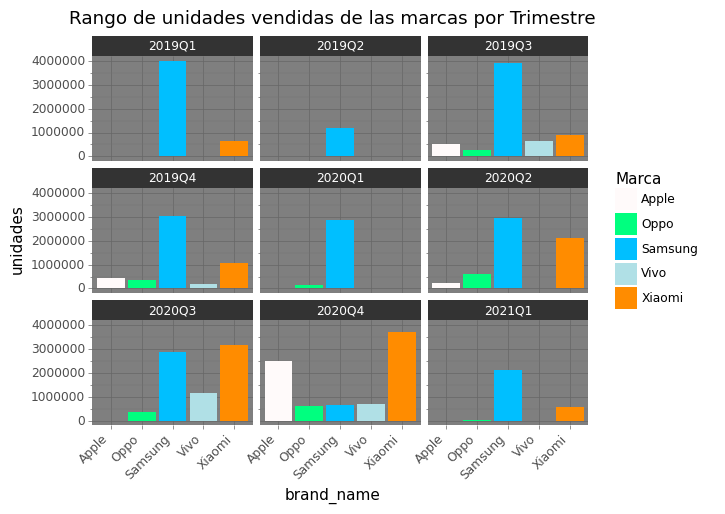 Rango de unidades vendidas de las marcas por Trimestre
2019Q1 2019Q2 2019Q3
4000000
3000000
2000000
1000000
0
2019Q4 2020Q1 2020Q2
4000000
3000000
2000000
1000000
0
2020Q3 2020Q4 2021Q1
4000000
3000000
2000000
1000000
0
Apple Oppo Samsung Vivo Xiaomi Apple Oppo Samsung Vivo Xiaomi Apple Oppo Samsung Vivo Xiaomi
brand_name
unidades
Marca
Apple
Oppo
Samsung
Vivo
Xiaomi